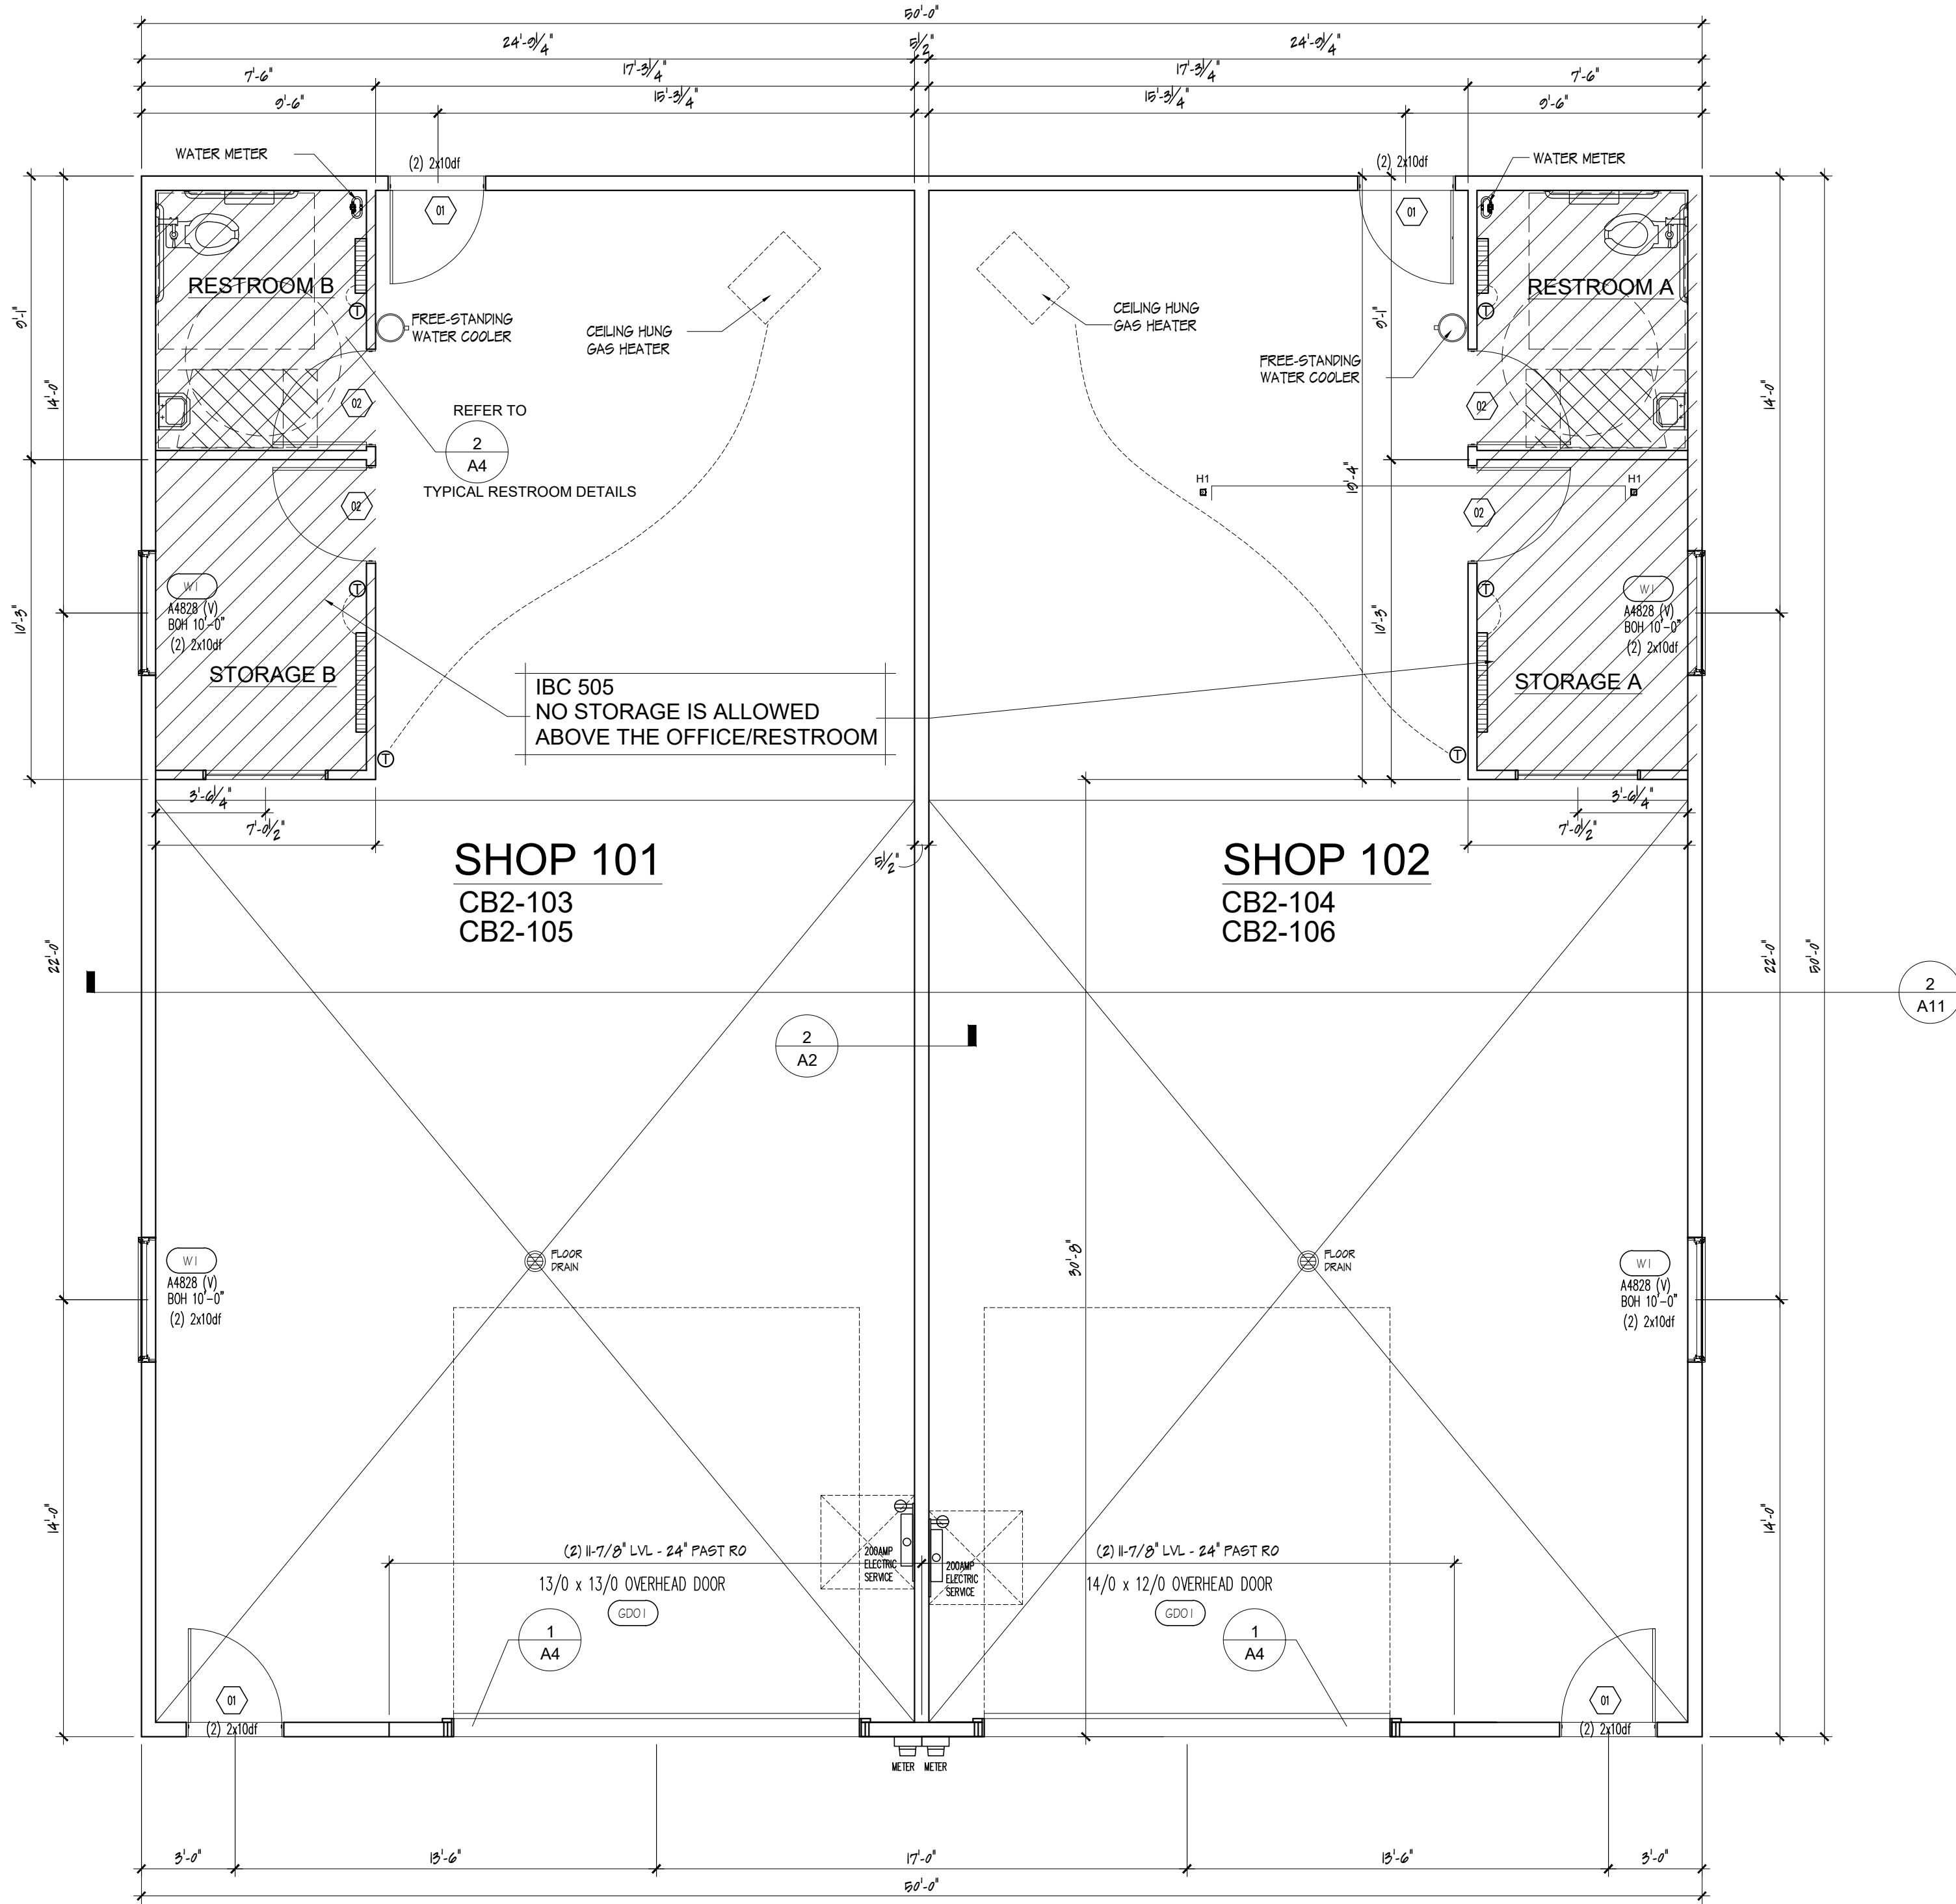 50'-0"
24'-9 1/4"
5 1/2"
24'-9 1/4"
7'-6"
17'-3 1/4"
17'-3 1/4"
7'-6"
9'-6"
15'-3 1/4"
15'-3 1/4"
9'-6"
WATER METER
(2) 2x10df
(2) 2x10df
WATER METER
01
01
RESTROOM B
RESTROOM A
9'-1"
T
FREE-STANDING
WATER COOLER
CEILING HUNG
GAS HEATER
CEILING HUNG
GAS HEATER
9'-1"
T
FREE-STANDING
WATER COOLER
14'-0"
02
REFER TO
2
A4
TYPICAL RESTROOM DETAILS
02
14'-0"
19'-4"
H1
H1
02
02
10'-3"
W1
A4828 (V)
BOH 10'-0"
(2) 2x10df
T
STORAGE B
IBC 505
NO STORAGE IS ALLOWED
ABOVE THE OFFICE/RESTROOM
10'-3"
T
W1
A4828 (V)
BOH 10'-0"
(2) 2x10df
STORAGE A
T
T
3'-6 1/4"
7'-0 1/2"
3'-6 1/4"
7'-0 1/2"
SHOP 101
CB2-103
CB2-105
5 1/2"
SHOP 102
CB2-104
CB2-106
22'-0"
22'-0"
50'-0"
2
A11
2
A2
30'-8"
W1
A4828 (V)
BOH 10'-0"
(2) 2x10df
FLOOR
DRAIN
FLOOR
DRAIN
W1
A4828 (V)
BOH 10'-0"
(2) 2x10df
14'-0"
14'-0"
(2) 11-7/8" LVL - 24" PAST RO
13/0 x 13/0 OVERHEAD DOOR
GD01
200AMP
ELECTRIC
SERVICE
200AMP
ELECTRIC
SERVICE
(2) 11-7/8" LVL - 24" PAST RO
14/0 x 12/0 OVERHEAD DOOR
GD01
1
A4
1
A4
01
(2) 2x10df
01
(2) 2x10df
METER
METER
3'-0"
13'-6"
17'-0"
13'-6"
3'-0"
50'-0"